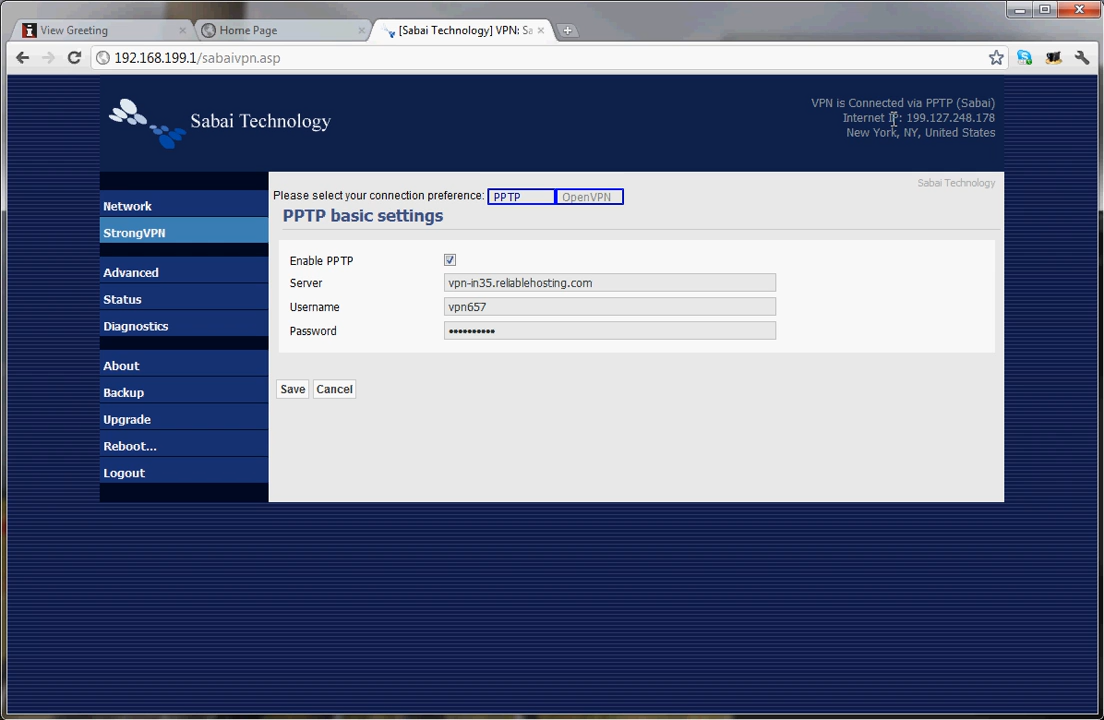 View Greeting
Home Page
[Sabai Technology] VPN: Sa
192.168.199.1/sabaivpn.asp
Sabai Technology
VPN is Connected via PPTP (Sabai)
Internet IP: 199.127.248.178
New York, NY, United States
Sabai Technology
Please select your connection preference: PPTP OpenVPN
PPTP basic settings
Enable PPTP
Server vpn-in35.reliablehosting.com
Username vpn657
Password ••••••••••
Save Cancel
Network
StrongVPN
Advanced
Status
Diagnostics
About
Backup
Upgrade
Reboot...
Logout